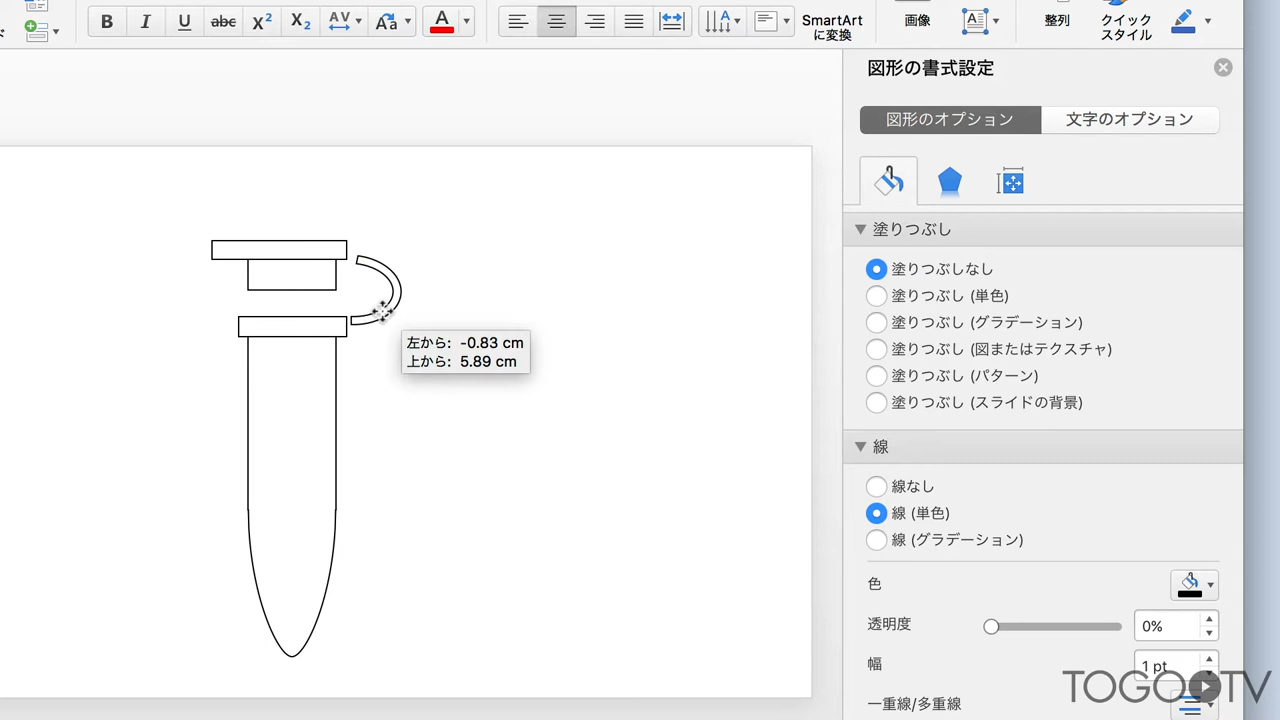 B I U abc X² X₂ AV Aa A
SmartArt
に変換
画像
A
整列
クイック
スタイル
図形の書式設定
図形のオプション
文字のオプション
塗りつぶし
塗りつぶしなし
塗りつぶし (単色)
塗りつぶし (グラデーション)
塗りつぶし (図またはテクスチャ)
塗りつぶし (パターン)
塗りつぶし (スライドの背景)
線
線なし
線 (単色)
線 (グラデーション)
色
透明度
0%
幅
1 pt
一重線/多重線
左から: -0.83 cm
上から: 5.89 cm
TOGO TV